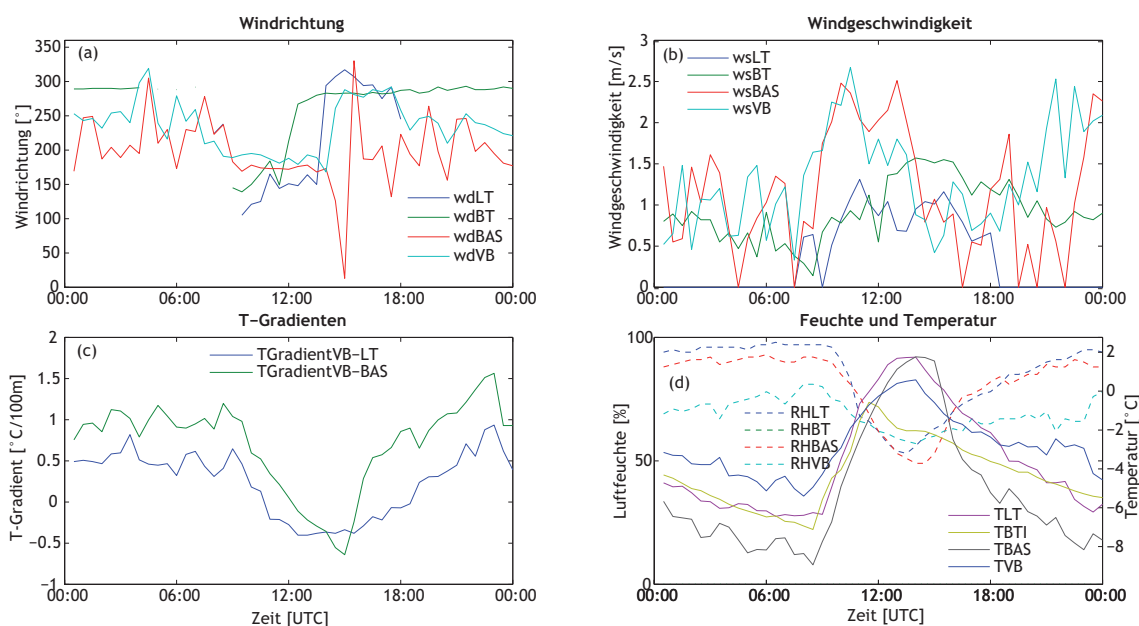 Windrichtung
(a)
350
300
250
200
150
100
50
0
Windrichtung [°]
wdLT
wdBT
wdBAS
wdVB
00:00 06:00 12:00 18:00 00:00
Windgeschwindigkeit
(b)
3
2.5
2
1.5
1
0.5
0
Windgeschwindigkeit [m/s]
wsLT
wsBT
wsBAS
wsVB
00:00 06:00 12:00 18:00 00:00
T-Gradienten
(c)
2
1.5
1
0.5
0
−0.5
−1
T-Gradient [°C/100m]
TGradientVB-LT
TGradientVB-BAS
00:00 06:00 12:00 18:00 00:00
Zeit [UTC]
Feuchte und Temperatur
(d)
100
50
0
Luftfeuchte [%]
RHLT
RHBT
RHBAS
RHVB
TLT
TBTI
TBAS
TVB
2
0
−2
−4
−6
−8
Temperatur [°C]
00:00 06:00 12:00 18:00 00:00
Zeit [UTC]